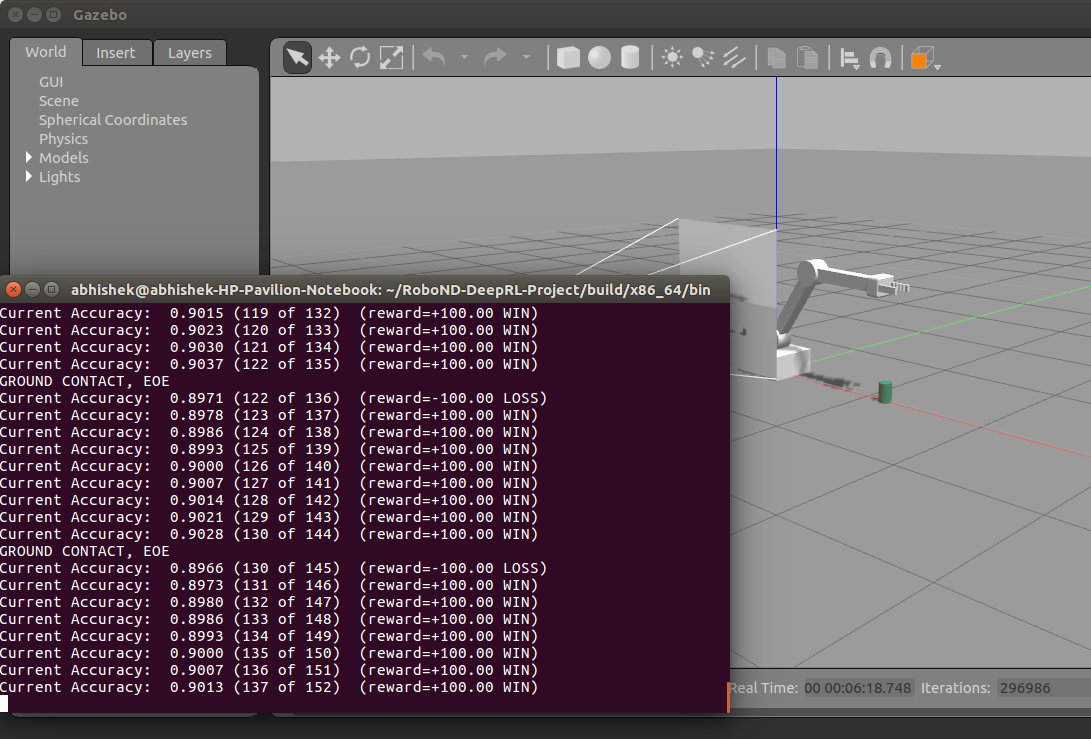 Gazebo
World
Insert
Layers
GUI
Scene
Spherical Coordinates
Physics
Models
Lights
abhishek@abhishek-HP-Pavilion-Notebook: ~/RoboND-DeepRL-Project/build/x86_64/bin
Current Accuracy:  0.9015 (119 of 132)  (reward=+100.00 WIN)
Current Accuracy:  0.9023 (120 of 133)  (reward=+100.00 WIN)
Current Accuracy:  0.9030 (121 of 134)  (reward=+100.00 WIN)
Current Accuracy:  0.9037 (122 of 135)  (reward=+100.00 WIN)
GROUND CONTACT, EOE
Current Accuracy:  0.8971 (122 of 136)  (reward=-100.00 LOSS)
Current Accuracy:  0.8978 (123 of 137)  (reward=+100.00 WIN)
Current Accuracy:  0.8986 (124 of 138)  (reward=+100.00 WIN)
Current Accuracy:  0.8993 (125 of 139)  (reward=+100.00 WIN)
Current Accuracy:  0.9000 (126 of 140)  (reward=+100.00 WIN)
Current Accuracy:  0.9007 (127 of 141)  (reward=+100.00 WIN)
Current Accuracy:  0.9014 (128 of 142)  (reward=+100.00 WIN)
Current Accuracy:  0.9021 (129 of 143)  (reward=+100.00 WIN)
Current Accuracy:  0.9028 (130 of 144)  (reward=+100.00 WIN)
GROUND CONTACT, EOE
Current Accuracy:  0.8966 (130 of 145)  (reward=-100.00 LOSS)
Current Accuracy:  0.8973 (131 of 146)  (reward=+100.00 WIN)
Current Accuracy:  0.8980 (132 of 147)  (reward=+100.00 WIN)
Current Accuracy:  0.8986 (133 of 148)  (reward=+100.00 WIN)
Current Accuracy:  0.8993 (134 of 149)  (reward=+100.00 WIN)
Current Accuracy:  0.9000 (135 of 150)  (reward=+100.00 WIN)
Current Accuracy:  0.9007 (136 of 151)  (reward=+100.00 WIN)
Current Accuracy:  0.9013 (137 of 152)  (reward=+100.00 WIN)
Real Time: 00 00:06:18.748 Iterations: 296986